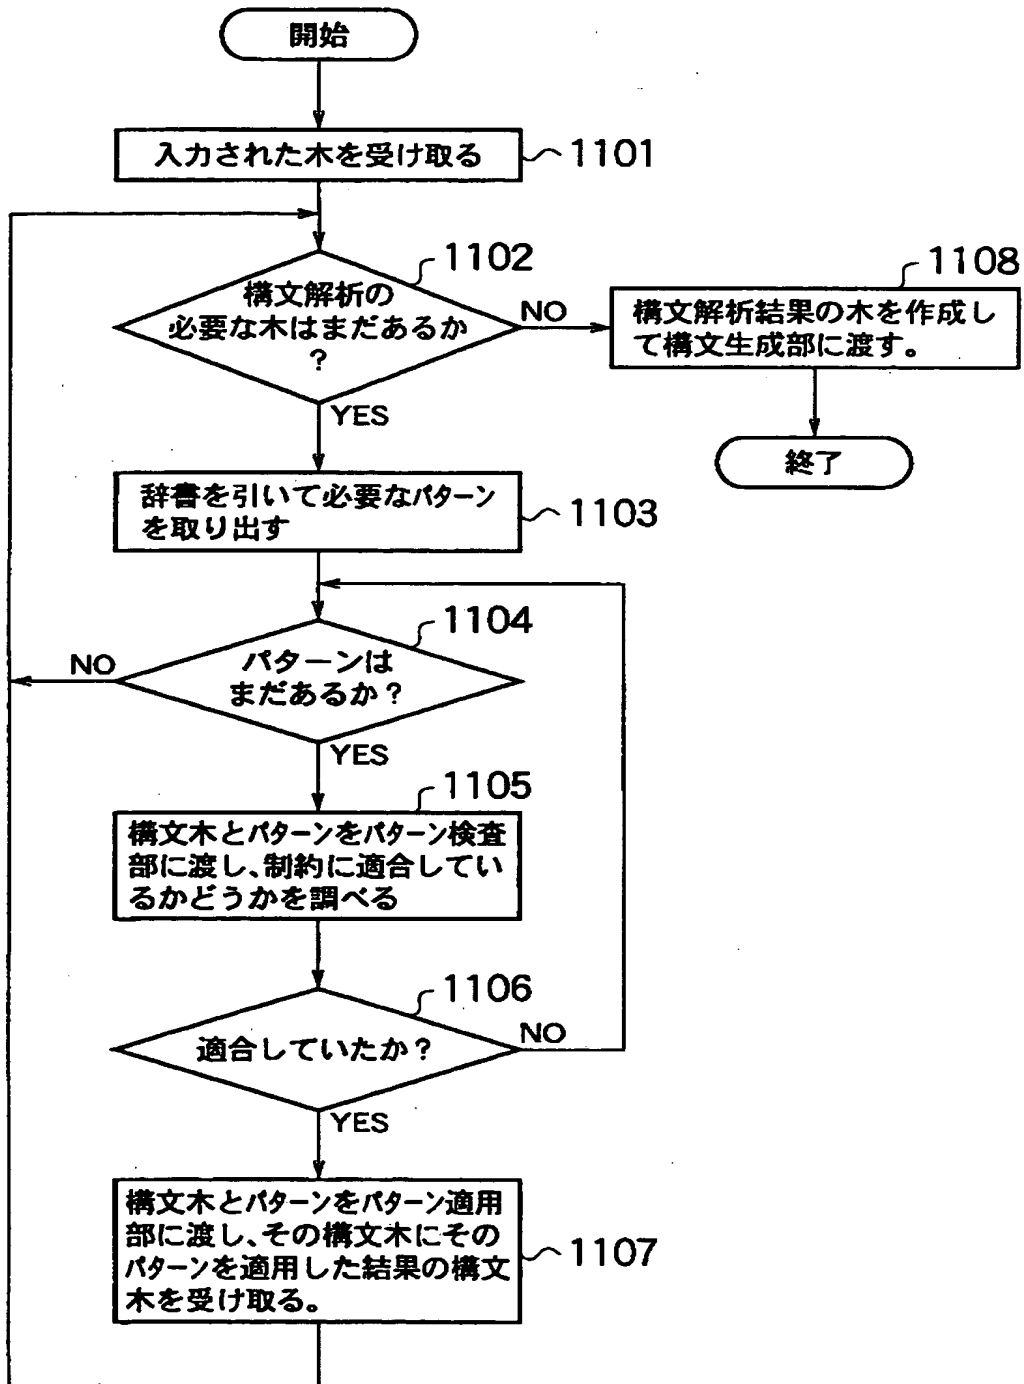 開始
入力された木を受け取る
1101
1102
構文解析の
必要な木はまだあるか
?
NO
YES
1108
構文解析結果の木を作成し
て構文生成部に渡す。
終了
辞書を引いて必要なパターン
を取り出す
1103
1104
パターンは
まだあるか?
NO
YES
1105
構文木とパターンをパターン検査
部に渡し、制約に適合してい
るかどうかを調べる
1106
適合していたか?
NO
YES
構文木とパターンをパターン適用
部に渡し、その構文木にその
パターンを適用した結果の構文
木を受け取る。
1107